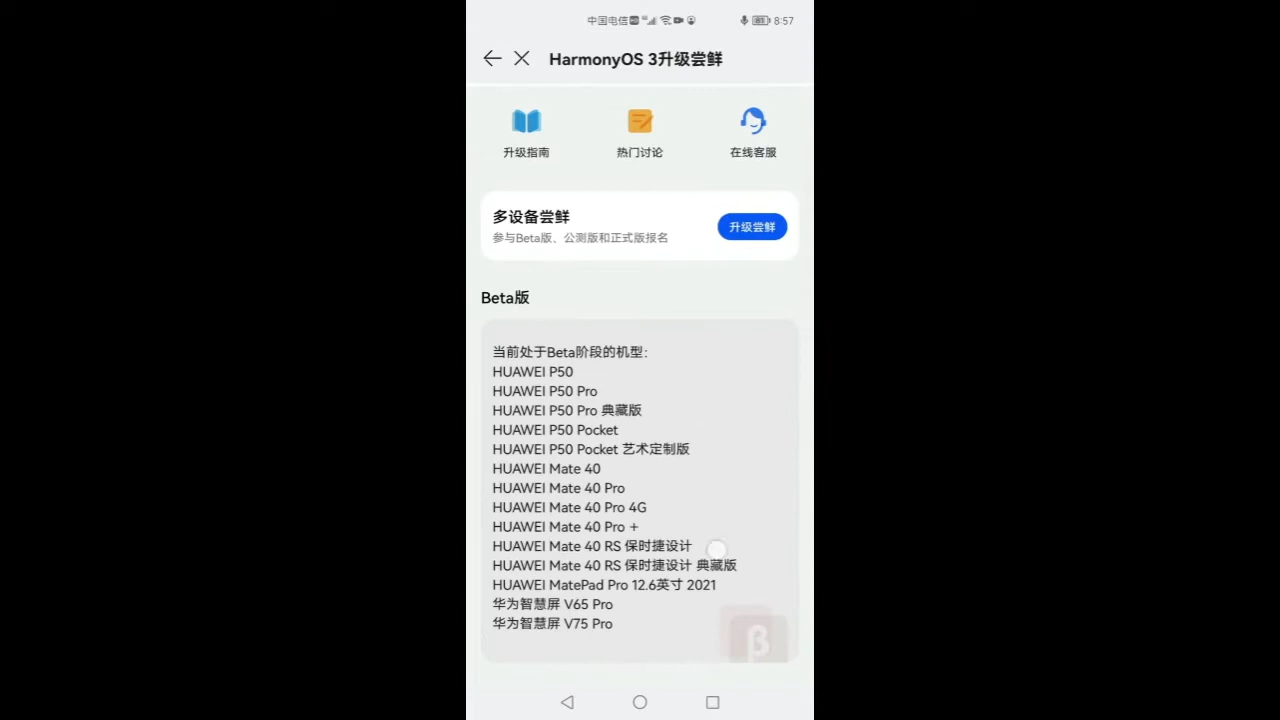 中国电信 8:57
HarmonyOS 3升级尝鲜
升级指南 热门讨论 在线客服
多设备尝鲜
参与Beta版、公测版和正式版报名
升级尝鲜
Beta版
当前处于Beta阶段的机型：
HUAWEI P50
HUAWEI P50 Pro
HUAWEI P50 Pro 典藏版
HUAWEI P50 Pocket
HUAWEI P50 Pocket 艺术定制版
HUAWEI Mate 40
HUAWEI Mate 40 Pro
HUAWEI Mate 40 Pro 4G
HUAWEI Mate 40 Pro +
HUAWEI Mate 40 RS 保时捷设计
HUAWEI Mate 40 RS 保时捷设计 典藏版
HUAWEI MatePad Pro 12.6英寸 2021
华为智慧屏 V65 Pro
华为智慧屏 V75 Pro
β